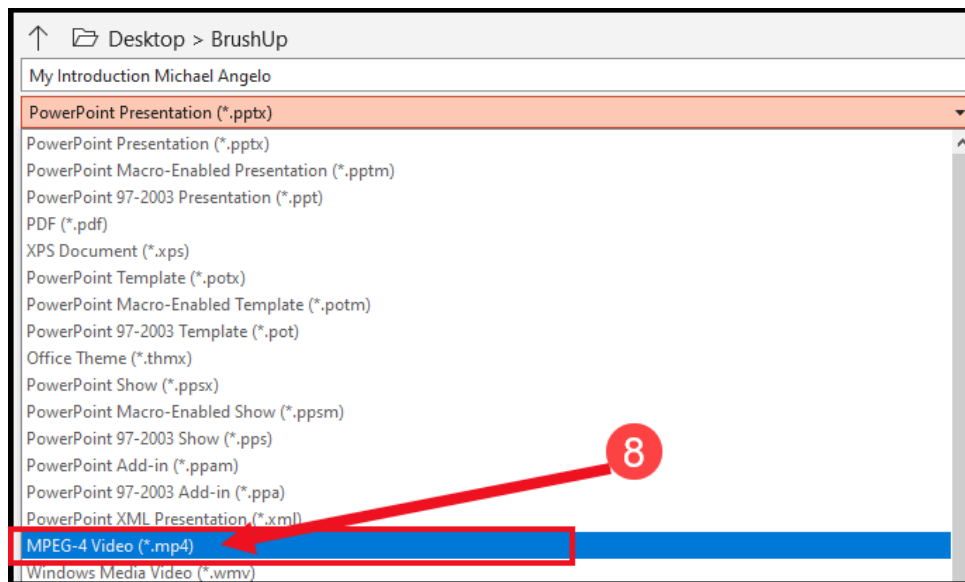 Desktop > BrushUp
My Introduction Michael Angelo
PowerPoint Presentation (*.pptx)
PowerPoint Presentation (*.pptx)
PowerPoint Macro-Enabled Presentation (*.pptm)
PowerPoint 97-2003 Presentation (*.ppt)
PDF (*.pdf)
XPS Document (*.xps)
PowerPoint Template (*.potx)
PowerPoint Macro-Enabled Template (*.potm)
PowerPoint 97-2003 Template (*.pot)
Office Theme (*.thmx)
PowerPoint Show (*.ppsx)
PowerPoint Macro-Enabled Show (*.ppsm)
PowerPoint 97-2003 Show (*.pps)
8
PowerPoint Add-in (*.ppam)
PowerPoint 97-2003 Add-in (*.ppa)
PowerPoint XML Presentation (*.xml)
MPEG-4 Video (*.mp4)
Windows Media Video (*.wmv)